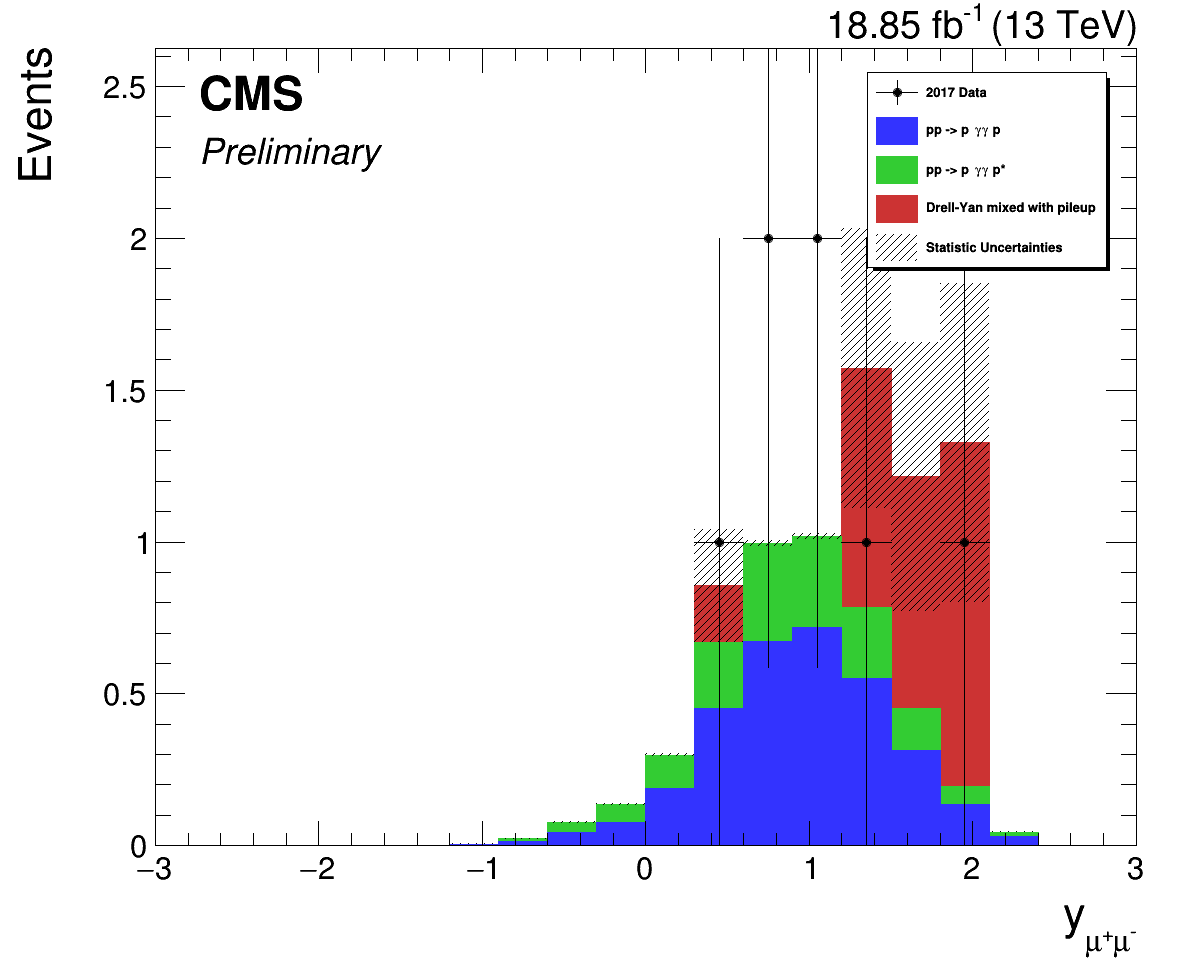 18.85 fb⁻¹ (13 TeV)
Events
CMS
Preliminary
2017 Data
pp -> p γγ p
pp -> p γγ p*
Drell-Yan mixed with pileup
Statistic Uncertainties
2.5
2
1.5
1
0.5
0
−3 −2 −1 0 1 2 3
y μ⁺μ⁻